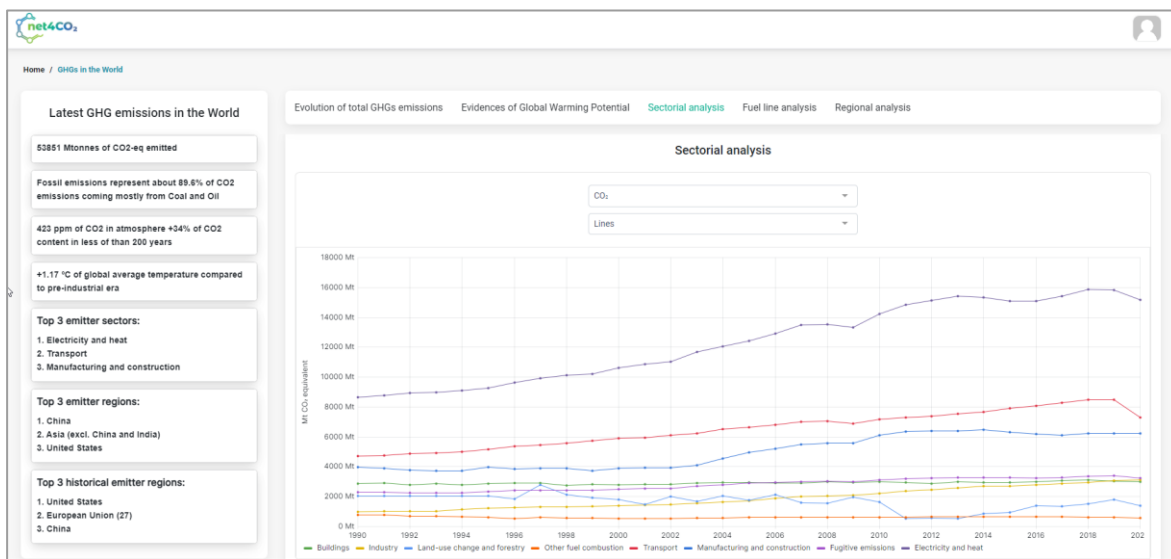 net4CO₂
Home / GHGs in the World
Latest GHG emissions in the World
53851 Mtonnes of CO2-eq emitted
Fossil emissions represent about 89.6% of CO2
emissions coming mostly from Coal and Oil
423 ppm of CO2 in atmosphere +34% of CO2
content in less of than 200 years
+1.17 ºC of global average temperature compared
to pre-industrial era
Top 3 emitter sectors:
1. Electricity and heat
2. Transport
3. Manufacturing and construction
Top 3 emitter regions:
1. China
2. Asia (excl. China and India)
3. United States
Top 3 historical emitter regions:
1. United States
2. European Union (27)
3. China
Evolution of total GHGs emissions Evidences of Global Warming Potential Sectorial analysis Fuel line analysis Regional analysis
Sectorial analysis
CO₂
Lines
Mt CO₂ equivalent
18000 Mt
16000 Mt
14000 Mt
12000 Mt
10000 Mt
8000 Mt
6000 Mt
4000 Mt
2000 Mt
0 Mt
1990 1992 1994 1996 1998 2000 2002 2004 2006 2008 2010 2012 2014 2016 2018 202
Buildings Industry Land-use change and forestry Other fuel combustion Transport Manufacturing and construction Fugitive emissions Electricity and heat